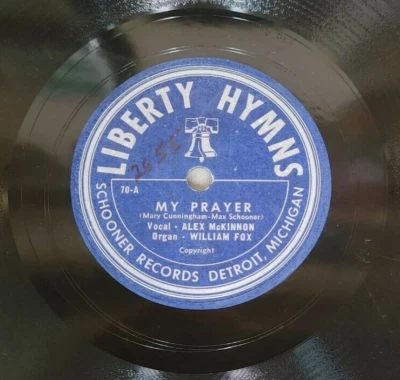 LIBERTY HYMNS
2655
70-A
MY PRAYER
(Mary Cunningham-Max Schooner)
Vocal - ALEX McKINNON
Organ - WILLIAM FOX
Copyright
SCHOONER RECORDS DETROIT, MICHIGAN